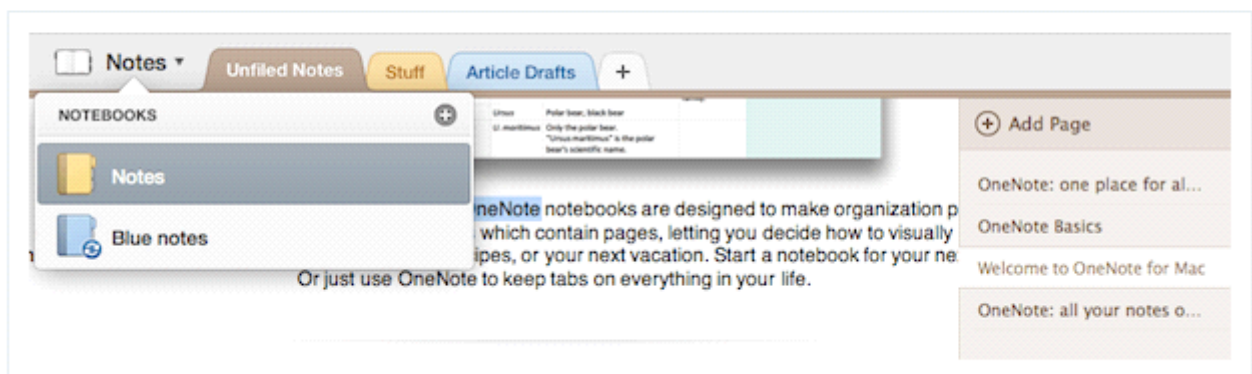 Notes
Unfiled Notes
Stuff
Article Drafts
+
NOTEBOOKS
Notes
Blue notes
Ursus Polar bear, black bear
U. maritimus Only the polar bear.
"Ursus maritimus" is the polar
bear's scientific name.
neNote notebooks are designed to make organization p
which contain pages, letting you decide how to visually
ipes, or your next vacation. Start a notebook for your ne
Or just use OneNote to keep tabs on everything in your life.
Add Page
OneNote: one place for al...
OneNote Basics
Welcome to OneNote for Mac
OneNote: all your notes o...